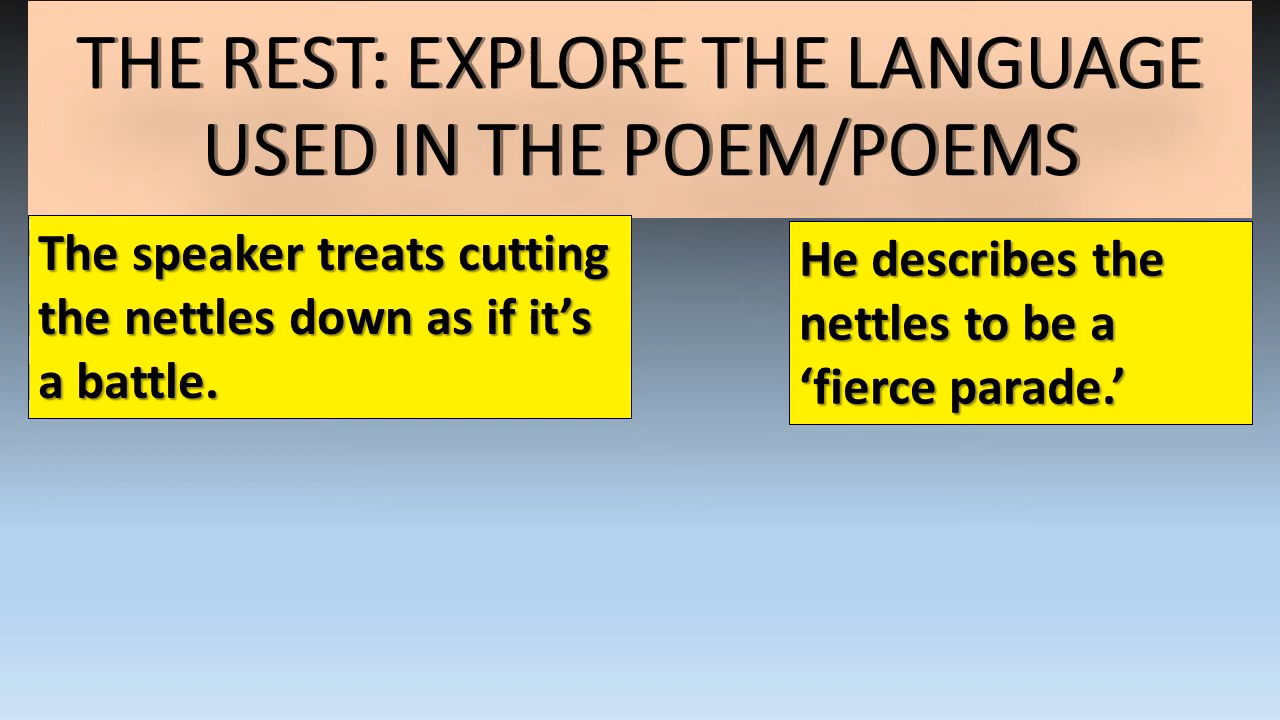 THE REST: EXPLORE THE LANGUAGE
USED IN THE POEM/POEMS
The speaker treats cutting
the nettles down as if it’s
a battle.
He describes the
nettles to be a
‘fierce parade.’